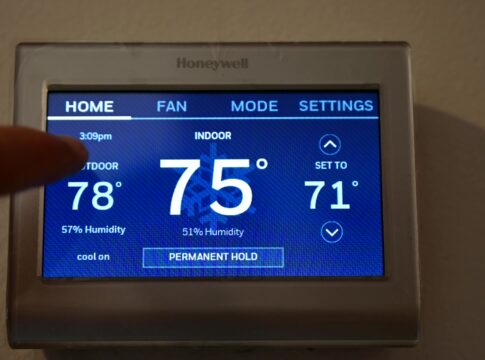 Honeywell
HOME FAN MODE SETTINGS
3:09pm
INDOOR
75°
51% Humidity
78°
57% Humidity
cool on
SET TO
71°
PERMANENT HOLD